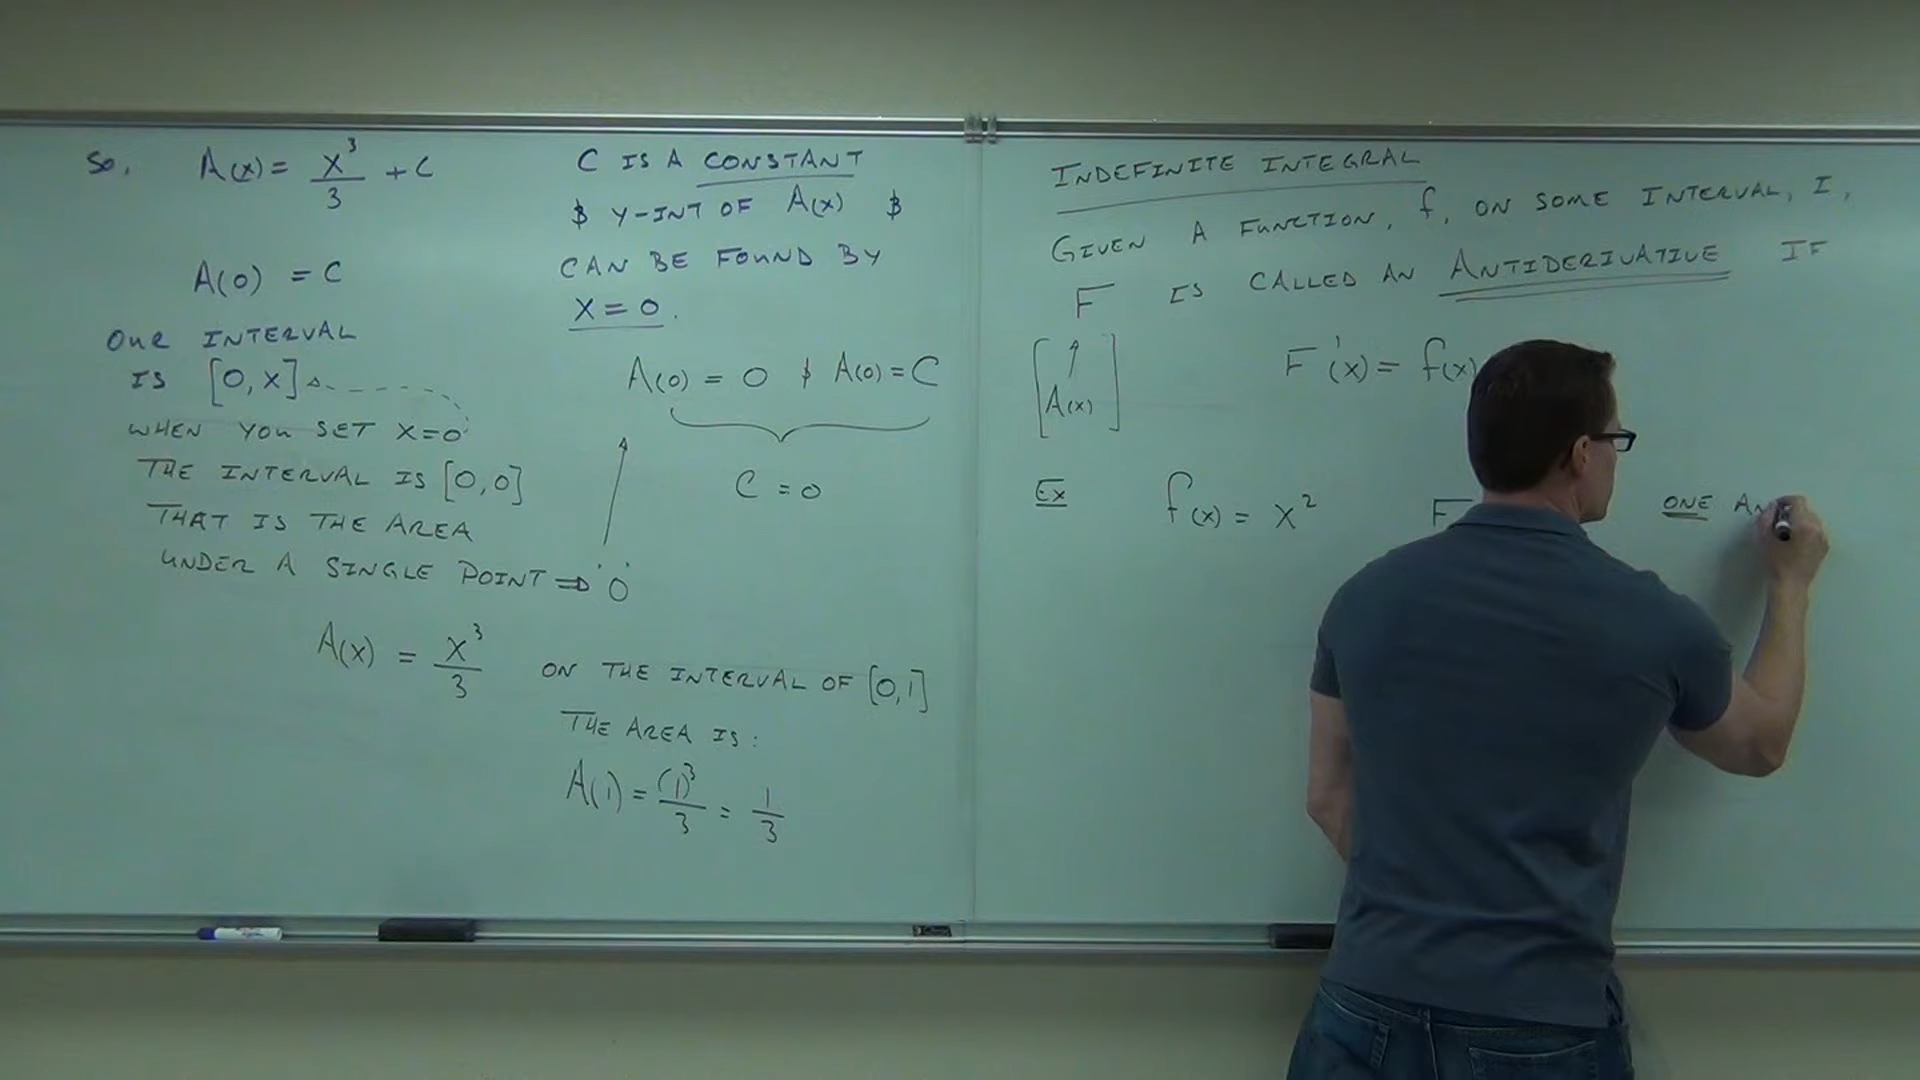 So, A(x) = x³/3 + C
A(0) = C
OUR INTERVAL
IS [0, x]
WHEN YOU SET X=0
THE INTERVAL IS [0,0]
THAT IS THE AREA
UNDER A SINGLE POINT ⇒ '0'
A(x) = x³/3 ON THE INTERVAL OF [0,1]
THE AREA IS:
A(1) = (1)³/3 = 1/3
C IS A CONSTANT
& Y-INT OF A(x) &
CAN BE FOUND BY
X = 0.
A(0) = 0 & A(0) = C
C = 0
INDEFINITE INTEGRAL
GIVEN A FUNCTION, f, ON SOME INTERVAL, I,
F IS CALLED AN ANTIDERIVATIVE IF
[A(x)]
F'(x) = f(x)
Ex f(x) = x² F ONE AN